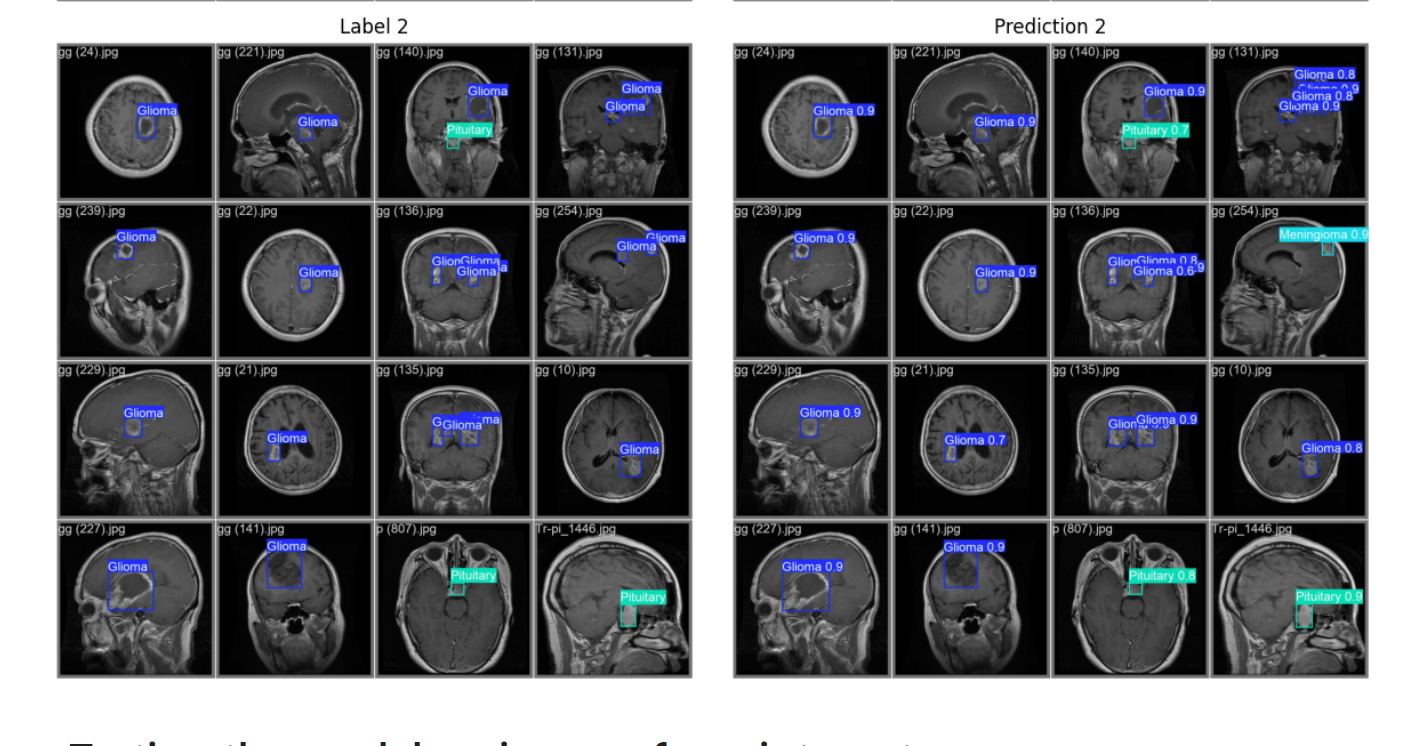 Label 2
Prediction 2
gg (24).jpg
gg (221).jpg
gg (140).jpg
gg (131).jpg
Glioma
Glioma
Glioma
Pituitary
Glioma
Glioma
gg (239).jpg
gg (22).jpg
gg (136).jpg
gg (254).jpg
Glioma
Glioma
Glioma
Glioma
Glioma
Glioma
gg (229).jpg
gg (21).jpg
gg (135).jpg
gg (10).jpg
Glioma
Glioma
Glioma
Glioma
gg (227).jpg
gg (141).jpg
p (807).jpg
Tr-pi_1446.jpg
Glioma
Glioma
Pituitary
Pituitary
gg (24).jpg
gg (221).jpg
gg (140).jpg
gg (131).jpg
Glioma 0.9
Glioma 0.9
Glioma 0.9
Pituitary 0.7
Glioma 0.8
Glioma 0.8
Glioma 0.9
gg (239).jpg
gg (22).jpg
gg (136).jpg
gg (254).jpg
Glioma 0.9
Glioma 0.9
Glioma 0.8
Glioma 0.6
Meningioma 0.9
gg (229).jpg
gg (21).jpg
gg (135).jpg
gg (10).jpg
Glioma 0.9
Glioma 0.7
Glioma 0.9
Glioma 0.8
gg (227).jpg
gg (141).jpg
p (807).jpg
Tr-pi_1446.jpg
Glioma 0.9
Glioma 0.9
Pituitary 0.8
Pituitary 0.9